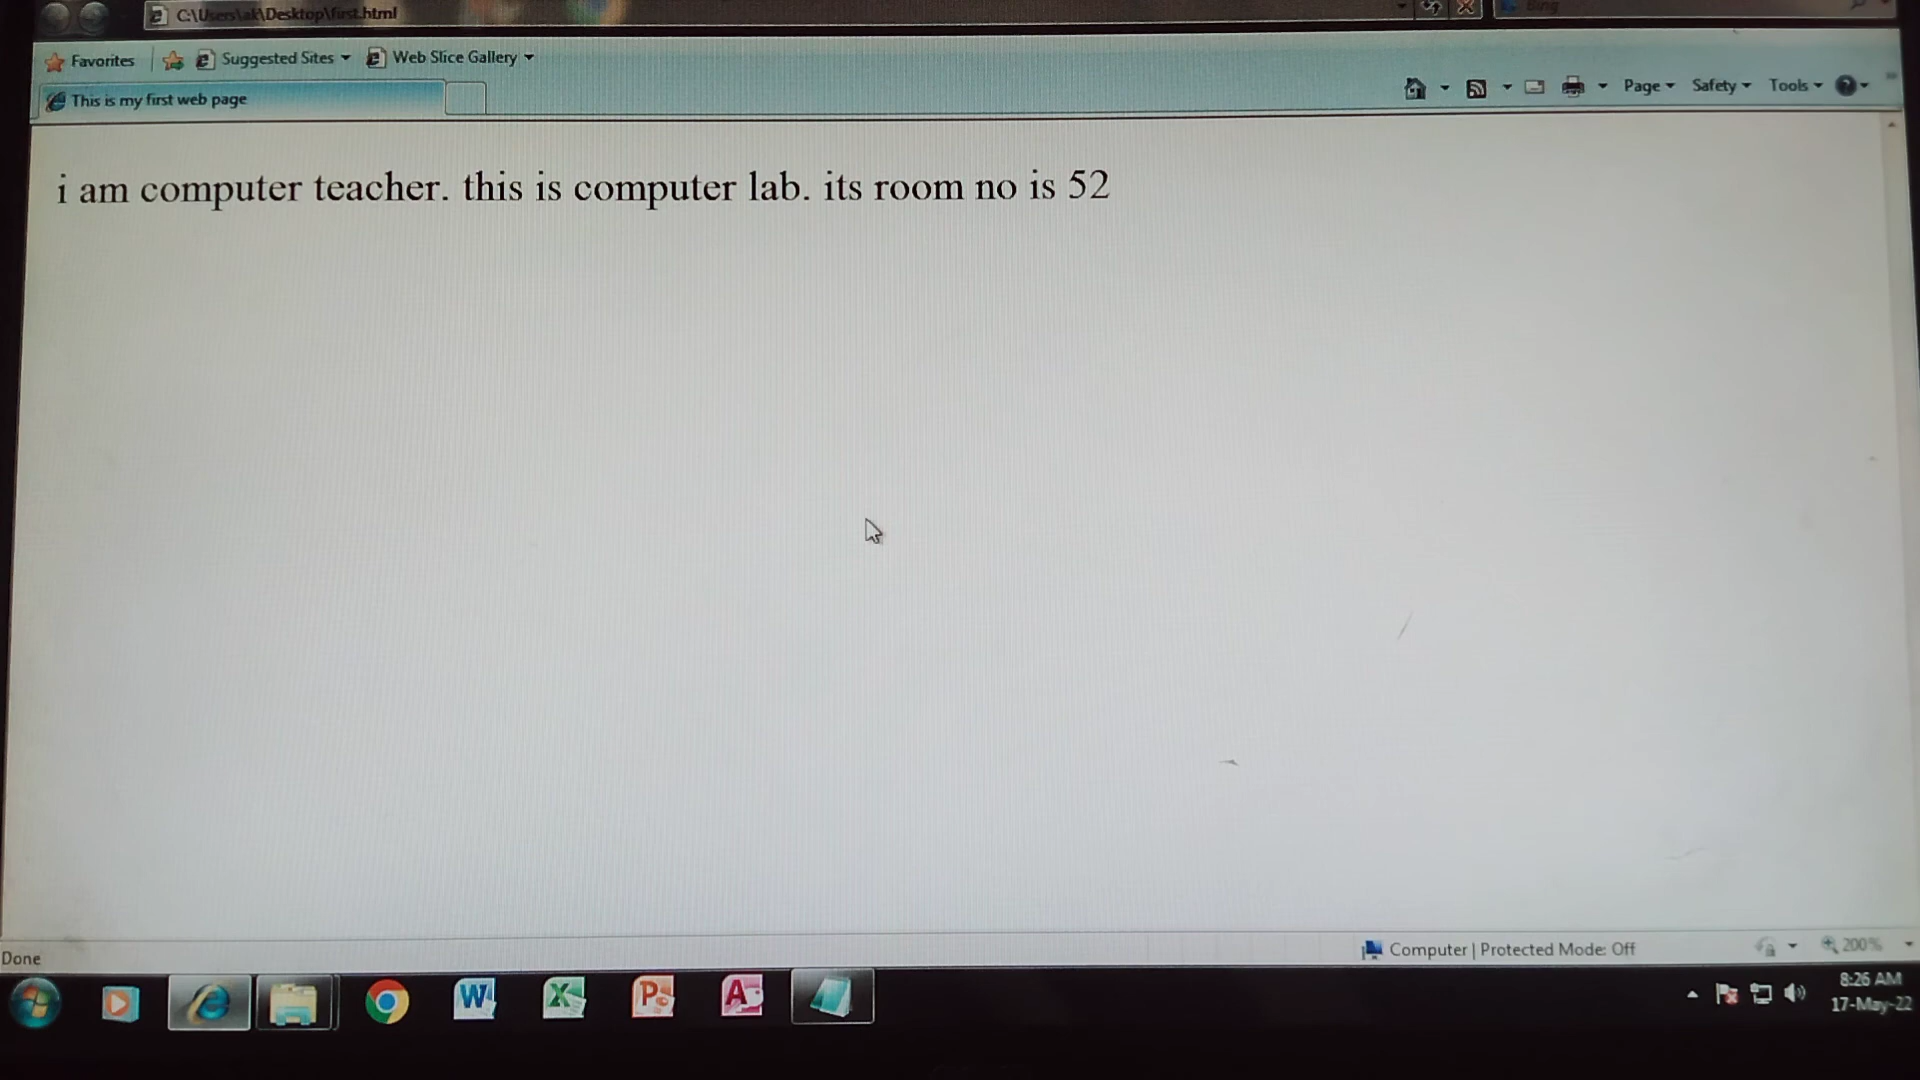 C:\Users\ak\Desktop\first.html
Bing
Favorites Suggested Sites Web Slice Gallery
This is my first web page
Page Safety Tools
i am computer teacher. this is computer lab. its room no is 52
Done
Computer | Protected Mode: Off
200%
8:26 AM
17-May-22